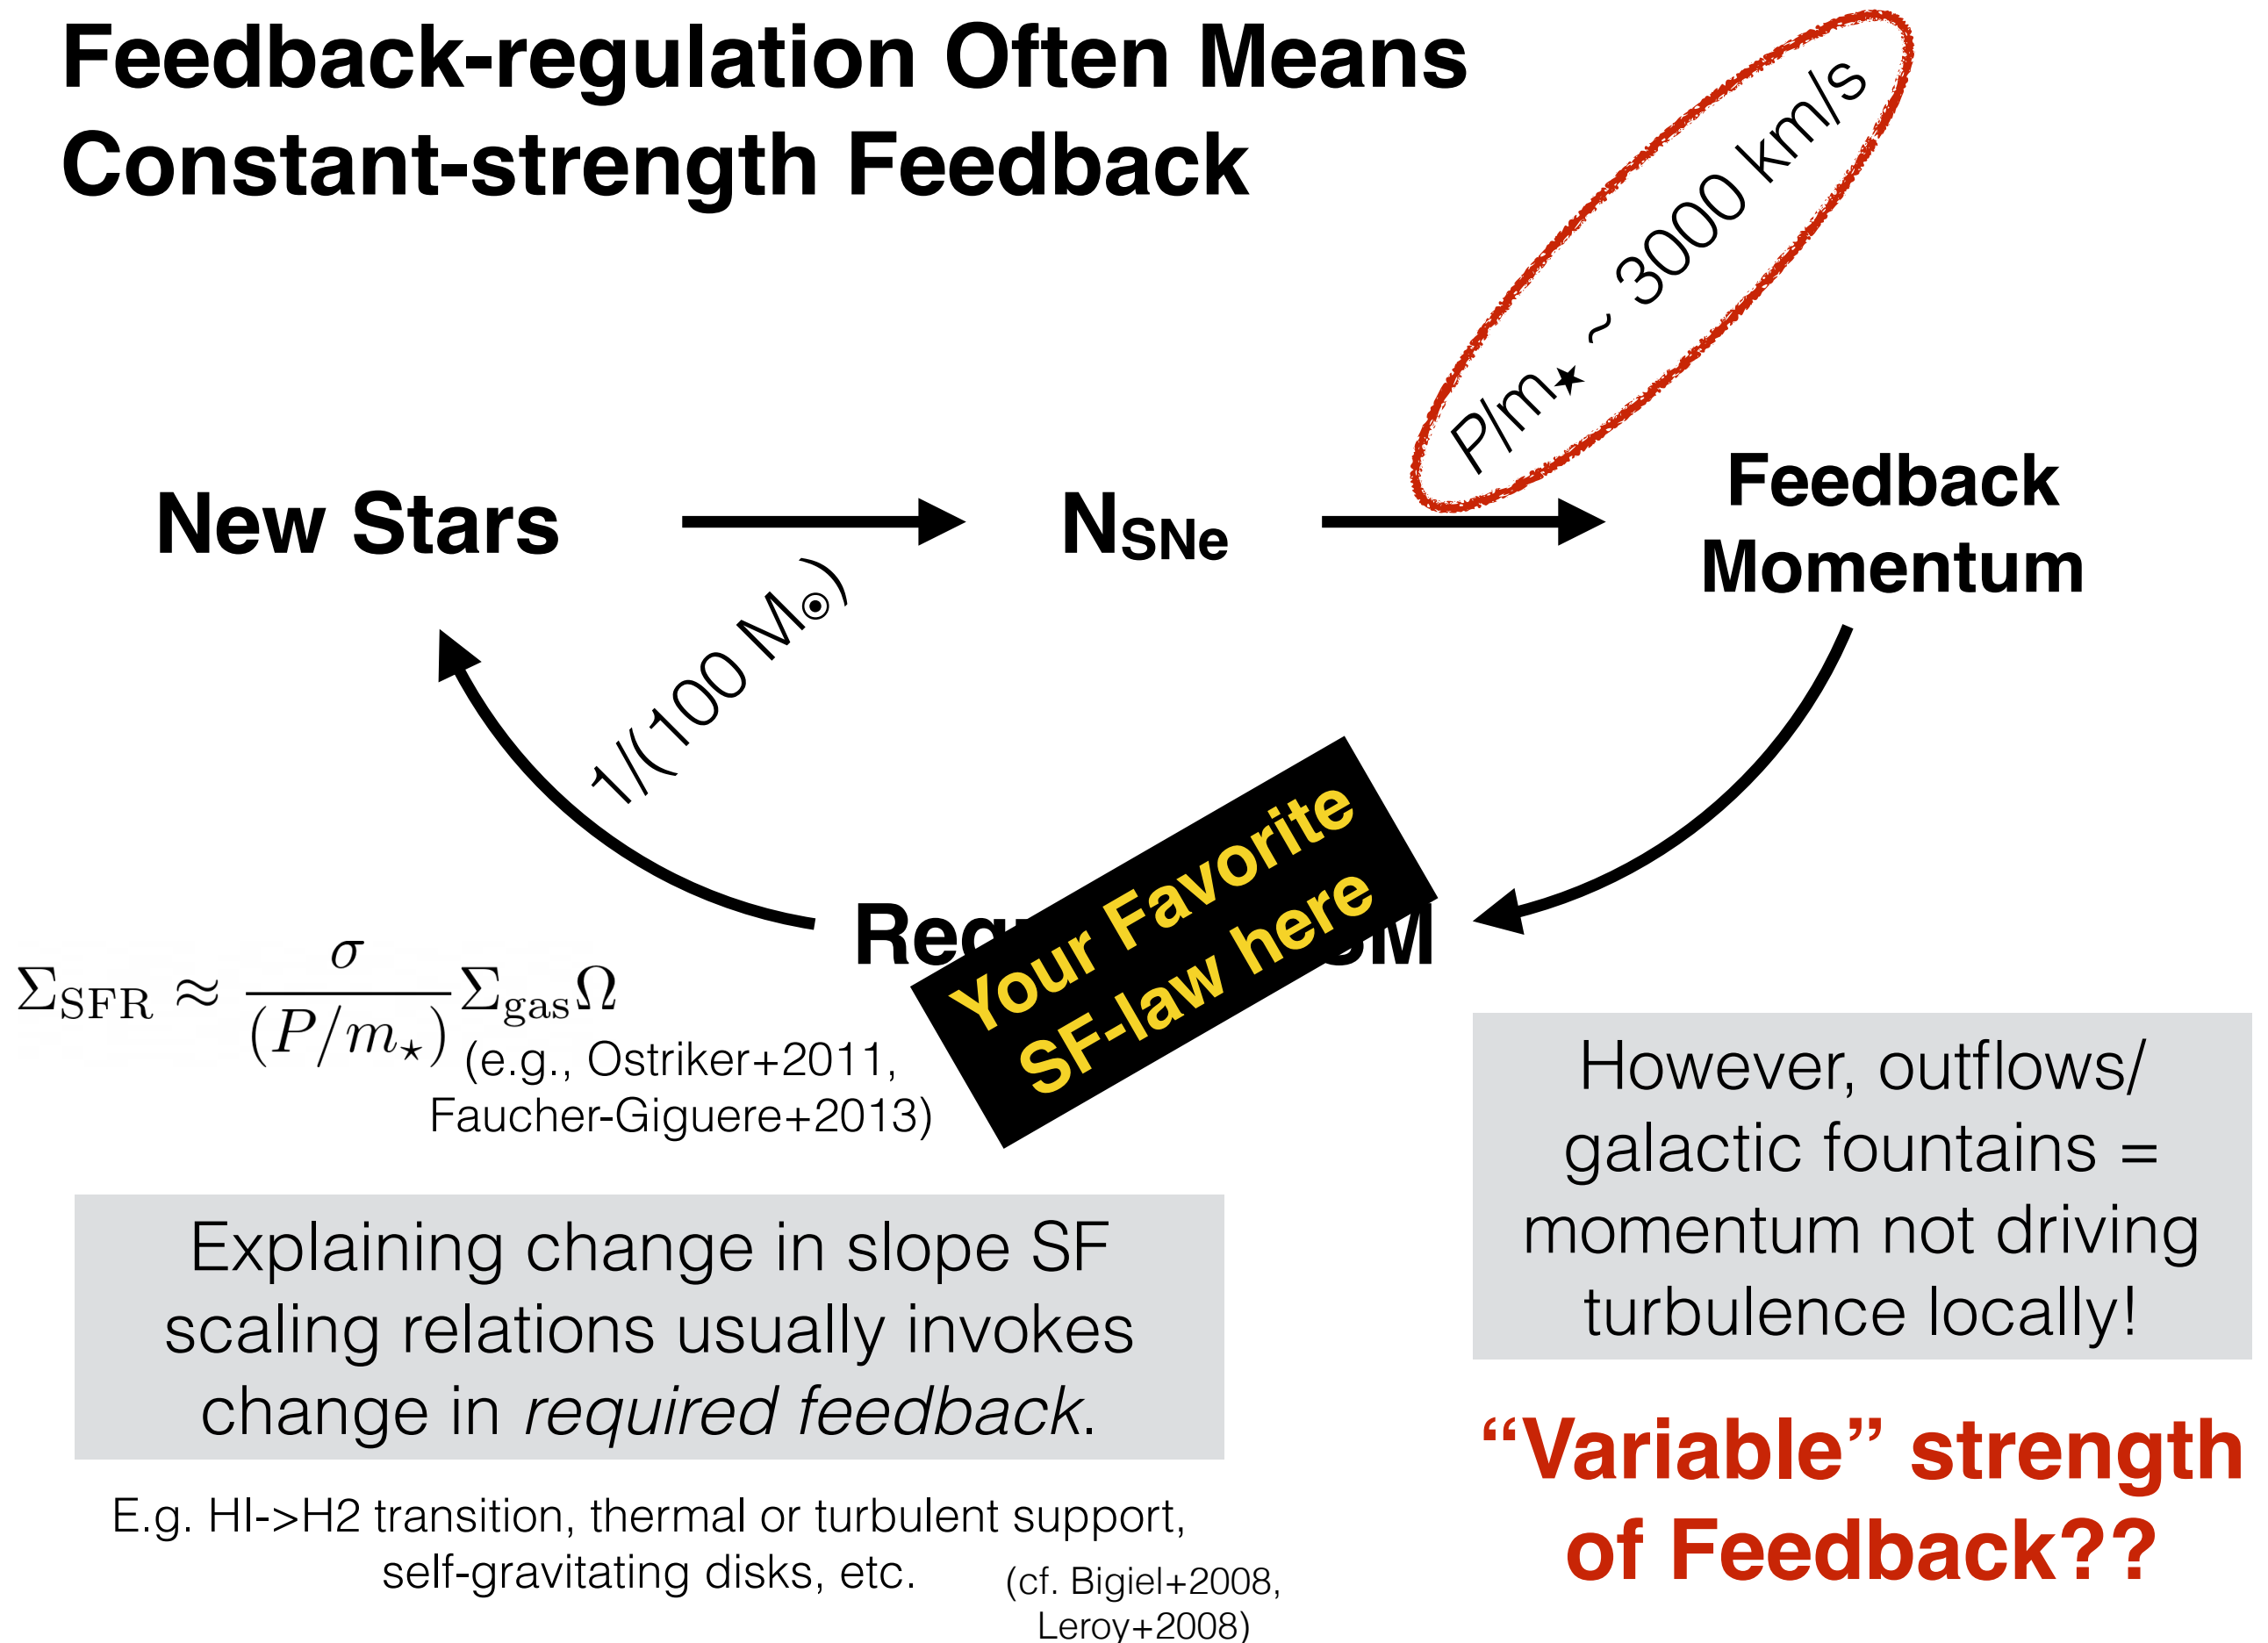 Feedback-regulation Often Means
Constant-strength Feedback
P/m★ ~ 3000 km/s
New Stars
N_SNe
Feedback
Momentum
1/(100 M☉)
Your Favorite
SF-law here
Σ_SFR ≈ σ/(P/m⋆) Σ_gas Ω
(e.g., Ostriker+2011,
Faucher-Giguere+2013)
However, outflows/
galactic fountains =
momentum not driving
turbulence locally!
Explaining change in slope SF
scaling relations usually invokes
change in required feedback.
E.g. HI->H2 transition, thermal or turbulent support,
self-gravitating disks, etc.
(cf. Bigiel+2008,
Leroy+2008)
“Variable” strength
of Feedback??